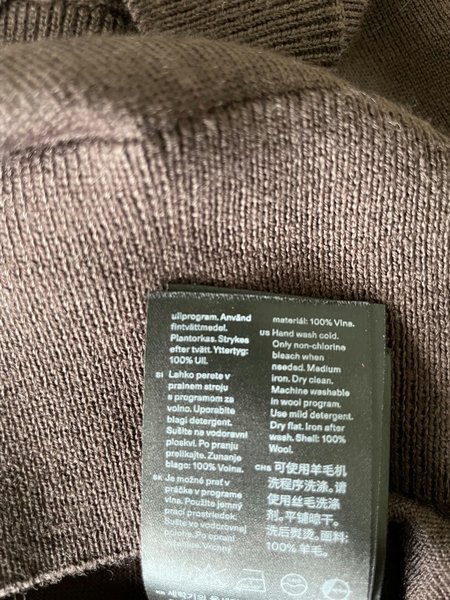 ullprogram. Använd
fintvättmedel.
Plantorkas. Strykes
efter tvätt. Yttertyg:
100% Ull.
SI Lahko perete v
pralnem stroju
s programom za
volno. Uporabite
blagi detergent.
Sušite na vodoravni
ploskvi. Po pranju
prelikajte. Zunanje
blago: 100% Volna.
SK Je možné prať v
práčke v programe
vlna. Použite jemný
prací prostriedok.
Sušte vo vodorovnej
polohe. Po opraní
prežehlite. Vrchný
materiál: 100% Vlna.
US Hand wash cold.
Only non-chlorine
bleach when
needed. Medium
iron. Dry clean.
Machine washable
in wool program.
Use mild detergent.
Dry flat. Iron after
wash. Shell: 100%
Wool.
CHS 可使用羊毛机
洗程序洗涤。请
使用丝毛洗涤
剂。平铺晾干。
洗后熨烫。面料:
100% 羊毛。